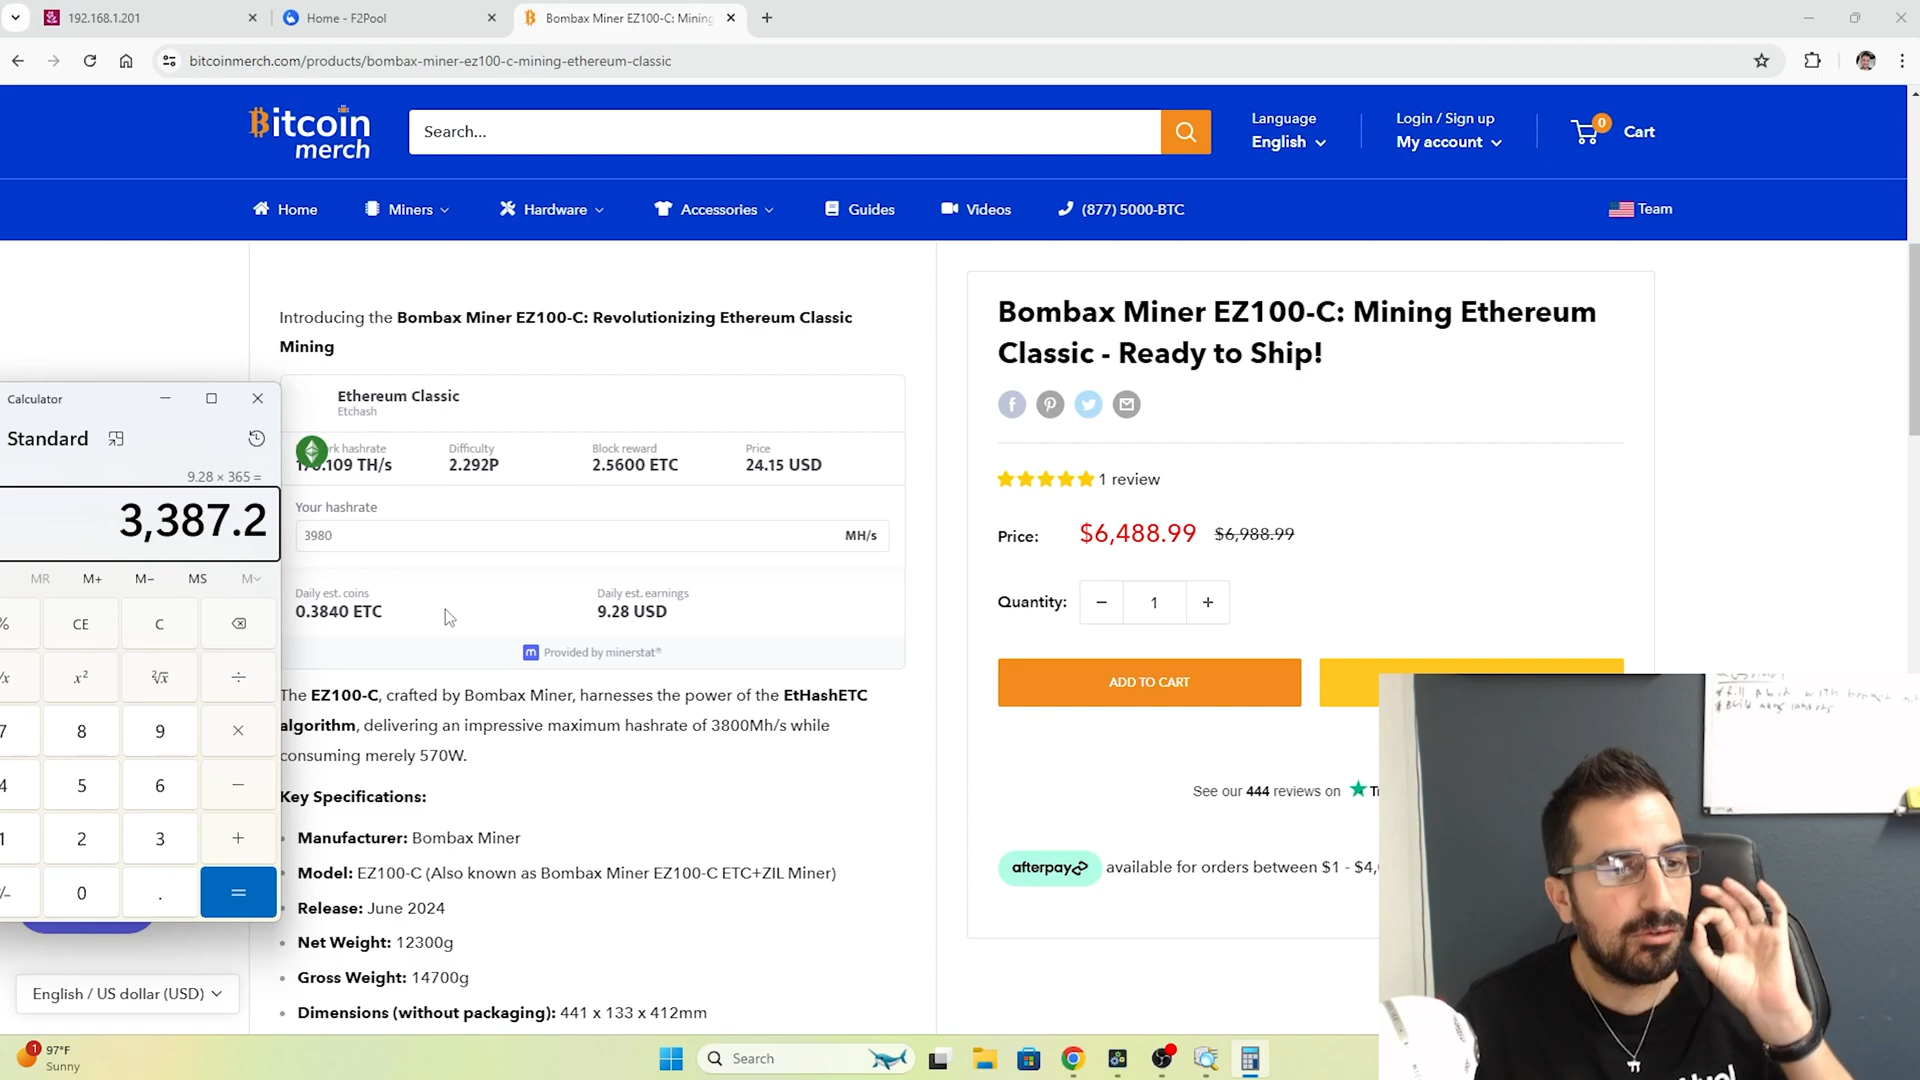 192.168.1.201
Home - F2Pool
Bombax Miner EZ100-C: Mining
bitcoinmerch.com/products/bombax-miner-ez100-c-mining-ethereum-classic
Bitcoin
merch
Search...
Language
English
Login / Sign up
My account
0
Cart
Home
Miners
Hardware
Accessories
Guides
Videos
(877) 5000-BTC
Team
Introducing the Bombax Miner EZ100-C: Revolutionizing Ethereum Classic
Mining
Ethereum Classic
Etchash
hashrate
Difficulty
Block reward
Price
.109 TH/s
2.292P
2.5600 ETC
24.15 USD
Your hashrate
3980
MH/s
Daily est. coins
Daily est. earnings
0.3840 ETC
9.28 USD
m Provided by minerstat®
The EZ100-C, crafted by Bombax Miner, harnesses the power of the EtHashETC
algorithm, delivering an impressive maximum hashrate of 3800Mh/s while
consuming merely 570W.
Key Specifications:
Manufacturer: Bombax Miner
Model: EZ100-C (Also known as Bombax Miner EZ100-C ETC+ZIL Miner)
Release: June 2024
Net Weight: 12300g
Gross Weight: 14700g
Dimensions (without packaging): 441 x 133 x 412mm
Bombax Miner EZ100-C: Mining Ethereum
Classic - Ready to Ship!
1 review
Price: $6,488.99 $6,988.99
Quantity: − 1 +
ADD TO CART
See our 444 reviews on
afterpay available for orders between $1 - $4,
Calculator
Standard
9.28 × 365 =
3,387.2
MR M+ M− MS M
% CE C
x² ²√x ÷
7 8 9 ×
4 5 6 −
1 2 3 +
0 . =
English / US dollar (USD)
1
97°F
Sunny
Search